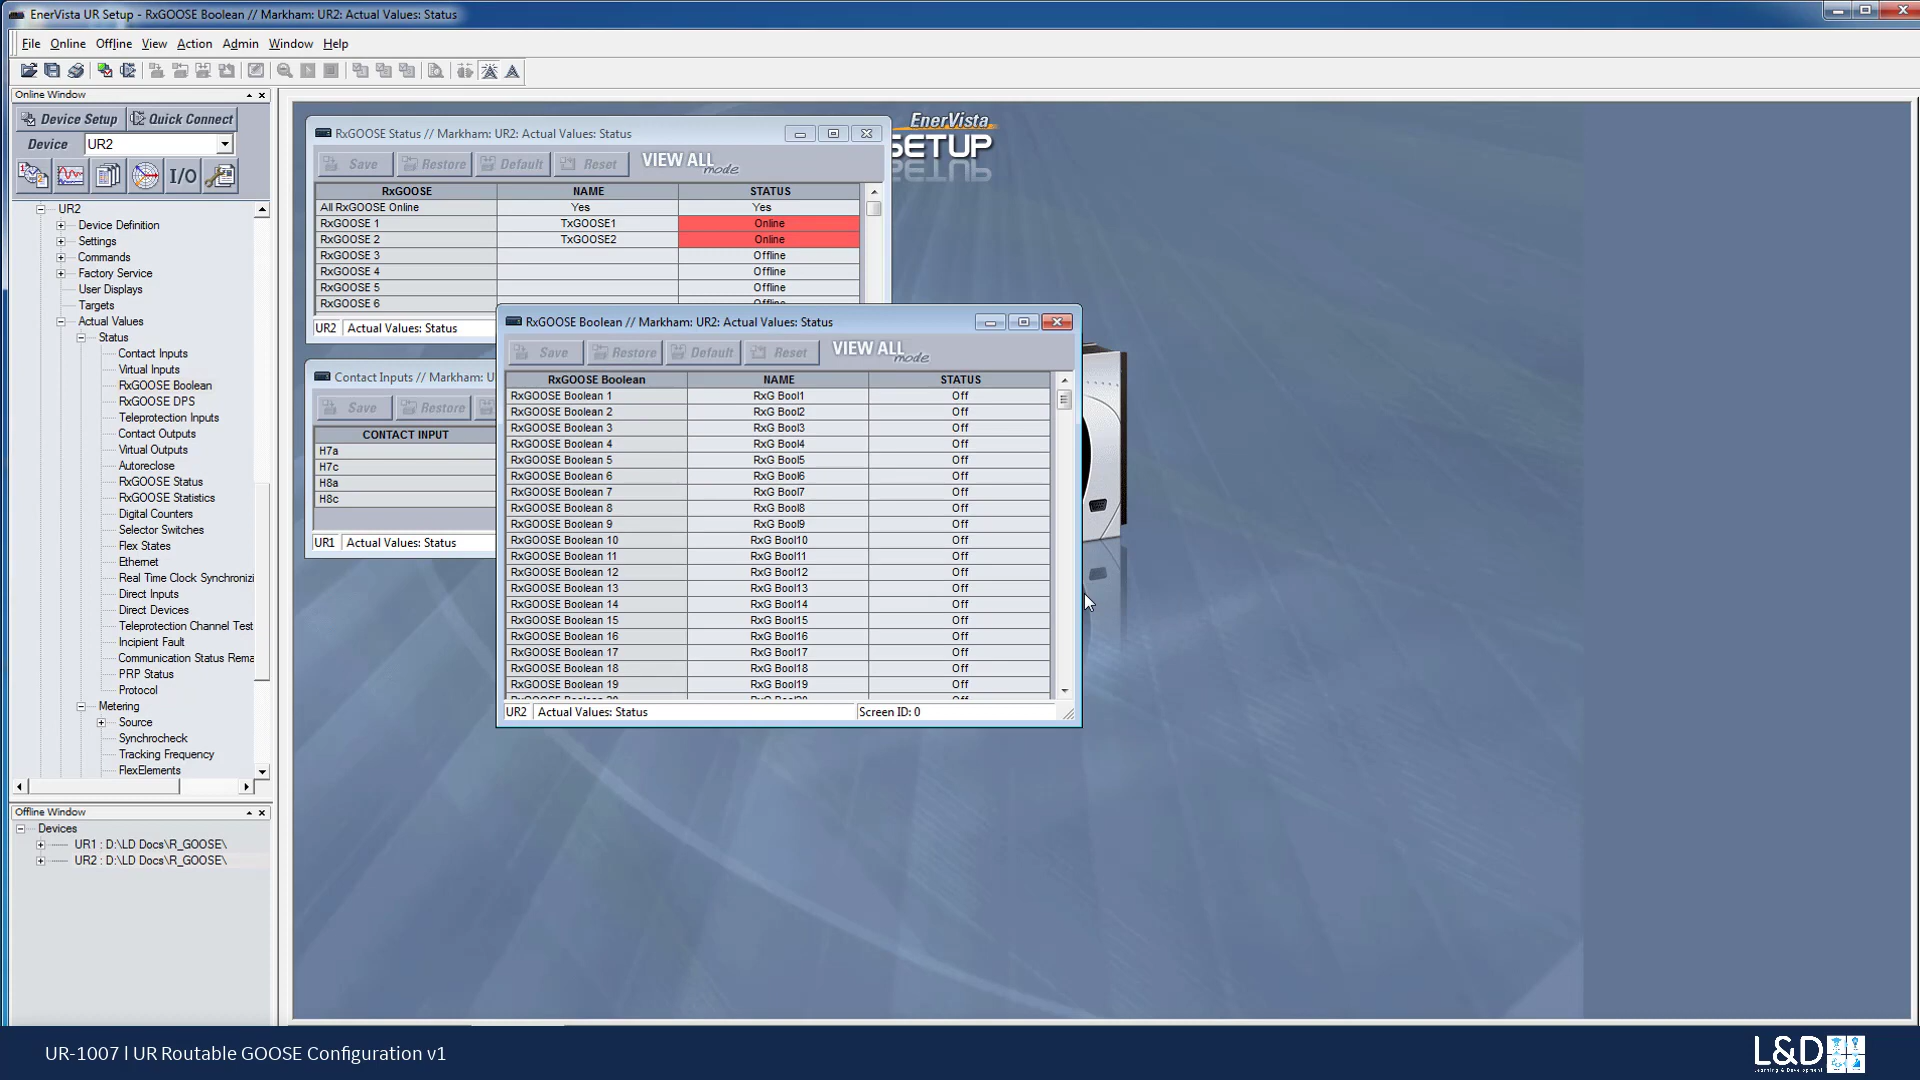 EnerVista UR Setup - RxGOOSE Boolean // Markham: UR2: Actual Values: Status
File Online Offline View Action Admin Window Help
Online Window
Device Setup Quick Connect
Device UR2
I/O
UR2
Device Definition
Settings
Commands
Factory Service
User Displays
Targets
Actual Values
Status
Contact Inputs
Virtual Inputs
RxGOOSE Boolean
RxGOOSE DPS
Teleprotection Inputs
Contact Outputs
Virtual Outputs
Autoreclose
RxGOOSE Status
RxGOOSE Statistics
Digital Counters
Selector Switches
Flex States
Ethernet
Real Time Clock Synchronizi
Direct Inputs
Direct Devices
Teleprotection Channel Test
Incipient Fault
Communication Status Rema
PRP Status
Protocol
Metering
Source
Synchrocheck
Tracking Frequency
FlexElements
Offline Window
Devices
UR1 : D:\LD Docs\R_GOOSE\
UR2 : D:\LD Docs\R_GOOSE\
EnerVista
SETUP
RxGOOSE Status // Markham: UR2: Actual Values: Status
Save Restore Default Reset VIEW ALL mode
RxGOOSE NAME STATUS
All RxGOOSE Online Yes Yes
RxGOOSE 1 TxGOOSE1 Online
RxGOOSE 2 TxGOOSE2 Online
RxGOOSE 3 Offline
RxGOOSE 4 Offline
RxGOOSE 5 Offline
RxGOOSE 6 Offline
UR2 Actual Values: Status
Contact Inputs // Markham: U
Save Restore
CONTACT INPUT
H7a
H7c
H8a
H8c
UR1 Actual Values: Status
RxGOOSE Boolean // Markham: UR2: Actual Values: Status
Save Restore Default Reset VIEW ALL mode
RxGOOSE Boolean NAME STATUS
RxGOOSE Boolean 1 RxG Bool1 Off
RxGOOSE Boolean 2 RxG Bool2 Off
RxGOOSE Boolean 3 RxG Bool3 Off
RxGOOSE Boolean 4 RxG Bool4 Off
RxGOOSE Boolean 5 RxG Bool5 Off
RxGOOSE Boolean 6 RxG Bool6 Off
RxGOOSE Boolean 7 RxG Bool7 Off
RxGOOSE Boolean 8 RxG Bool8 Off
RxGOOSE Boolean 9 RxG Bool9 Off
RxGOOSE Boolean 10 RxG Bool10 Off
RxGOOSE Boolean 11 RxG Bool11 Off
RxGOOSE Boolean 12 RxG Bool12 Off
RxGOOSE Boolean 13 RxG Bool13 Off
RxGOOSE Boolean 14 RxG Bool14 Off
RxGOOSE Boolean 15 RxG Bool15 Off
RxGOOSE Boolean 16 RxG Bool16 Off
RxGOOSE Boolean 17 RxG Bool17 Off
RxGOOSE Boolean 18 RxG Bool18 Off
RxGOOSE Boolean 19 RxG Bool19 Off
UR2 Actual Values: Status Screen ID: 0
UR-1007 l UR Routable GOOSE Configuration v1
L&D
Learning & Development